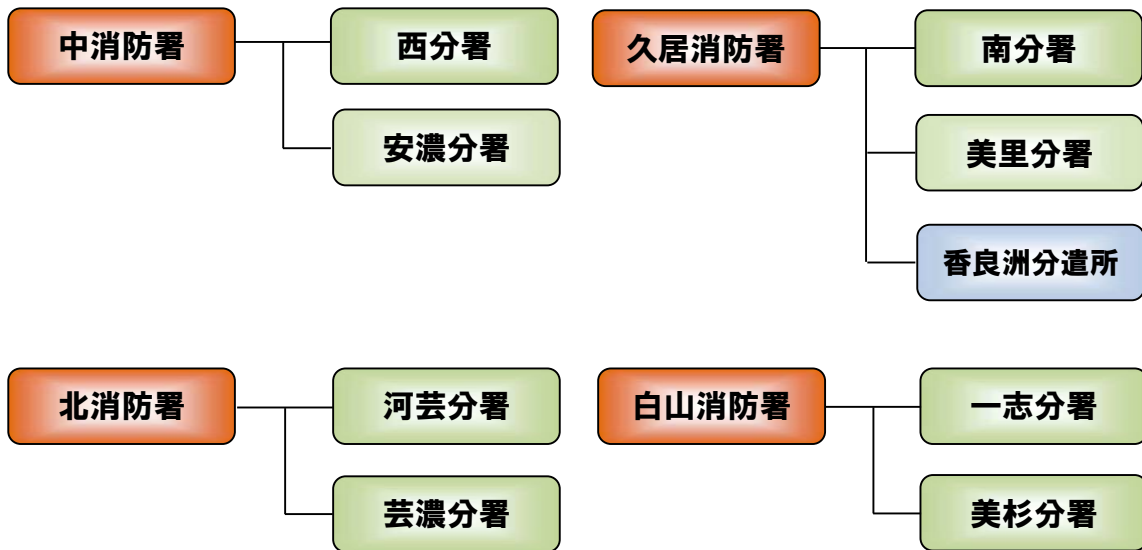 中消防署
西分署
安濃分署
久居消防署
南分署
美里分署
香良洲分遣所
北消防署
河芸分署
芸濃分署
白山消防署
一志分署
美杉分署